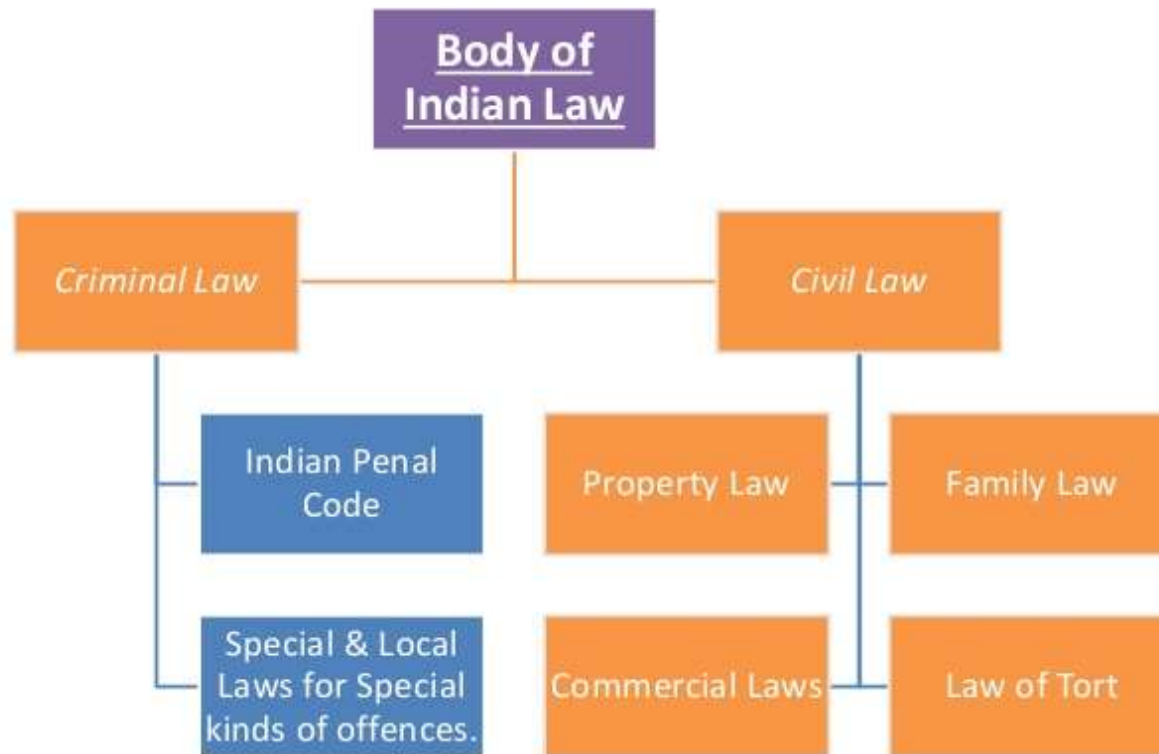 Body of
Indian Law
Criminal Law
Civil Law
Indian Penal
Code
Property Law
Family Law
Special & Local
Laws for Special
kinds of offences.
Commercial Laws
Law of Tort